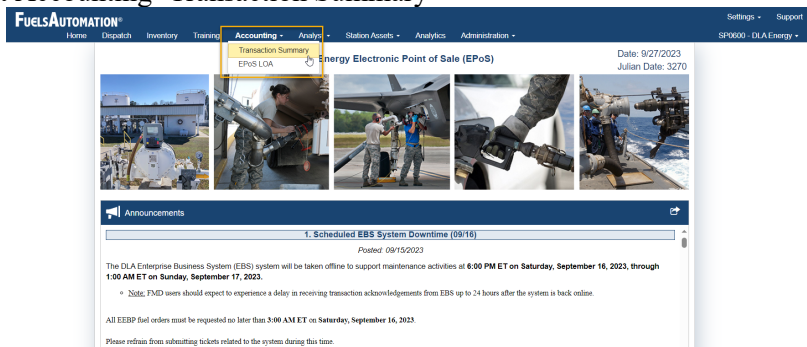 Accounting Transaction Summary
FUELSAUTOMATION®
Settings Support
Home Dispatch Inventory Training Accounting Analysis Station Assets Analytics Administration SP0600 - DLA Energy
Transaction Summary
EPoS LOA
Energy Electronic Point of Sale (EPoS)
Date: 9/27/2023
Julian Date: 3270
Announcements
1. Scheduled EBS System Downtime (09/16)
Posted: 09/15/2023
The DLA Enterprise Business System (EBS) system will be taken offline to support maintenance activities at 6:00 PM ET on Saturday, September 16, 2023, through
1:00 AM ET on Sunday, September 17, 2023.
Note: FMD users should expect to experience a delay in receiving transaction acknowledgements from EBS up to 24 hours after the system is back online.
All EEBP fuel orders must be requested no later than 3:00 AM ET on Saturday, September 16, 2023.
Please refrain from submitting tickets related to the system during this time.